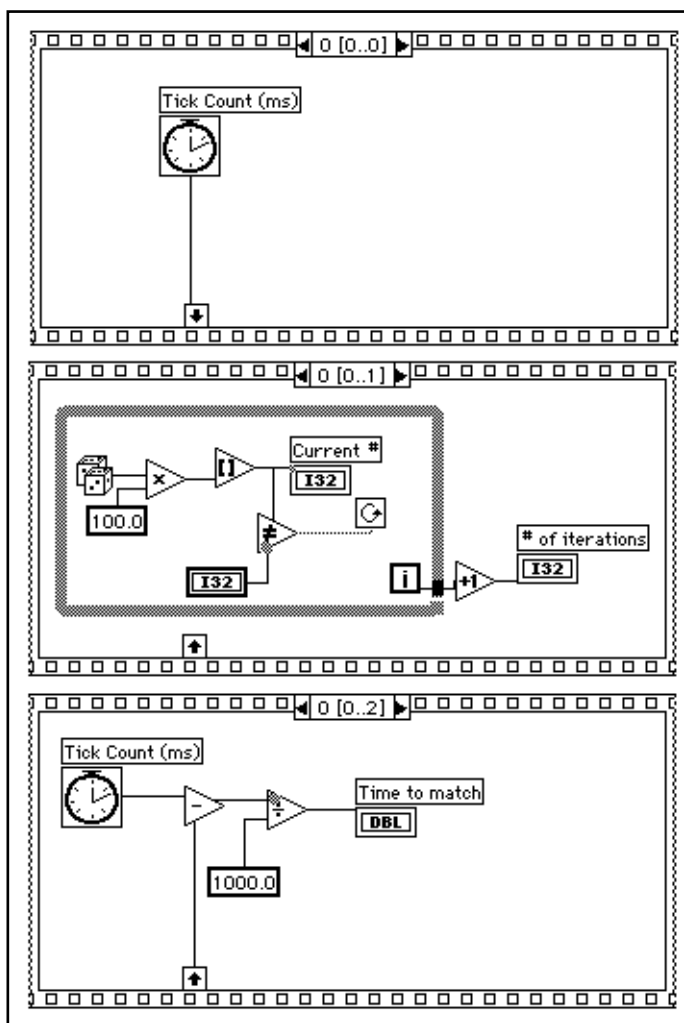 0 [0..0]
Tick Count (ms)
0 [0..1]
Current #
I32
100.0
≠
I32
# of iterations
I32
i
+1
×
[]
0 [0..2]
Tick Count (ms)
−
÷
Time to match
DBL
1000.0